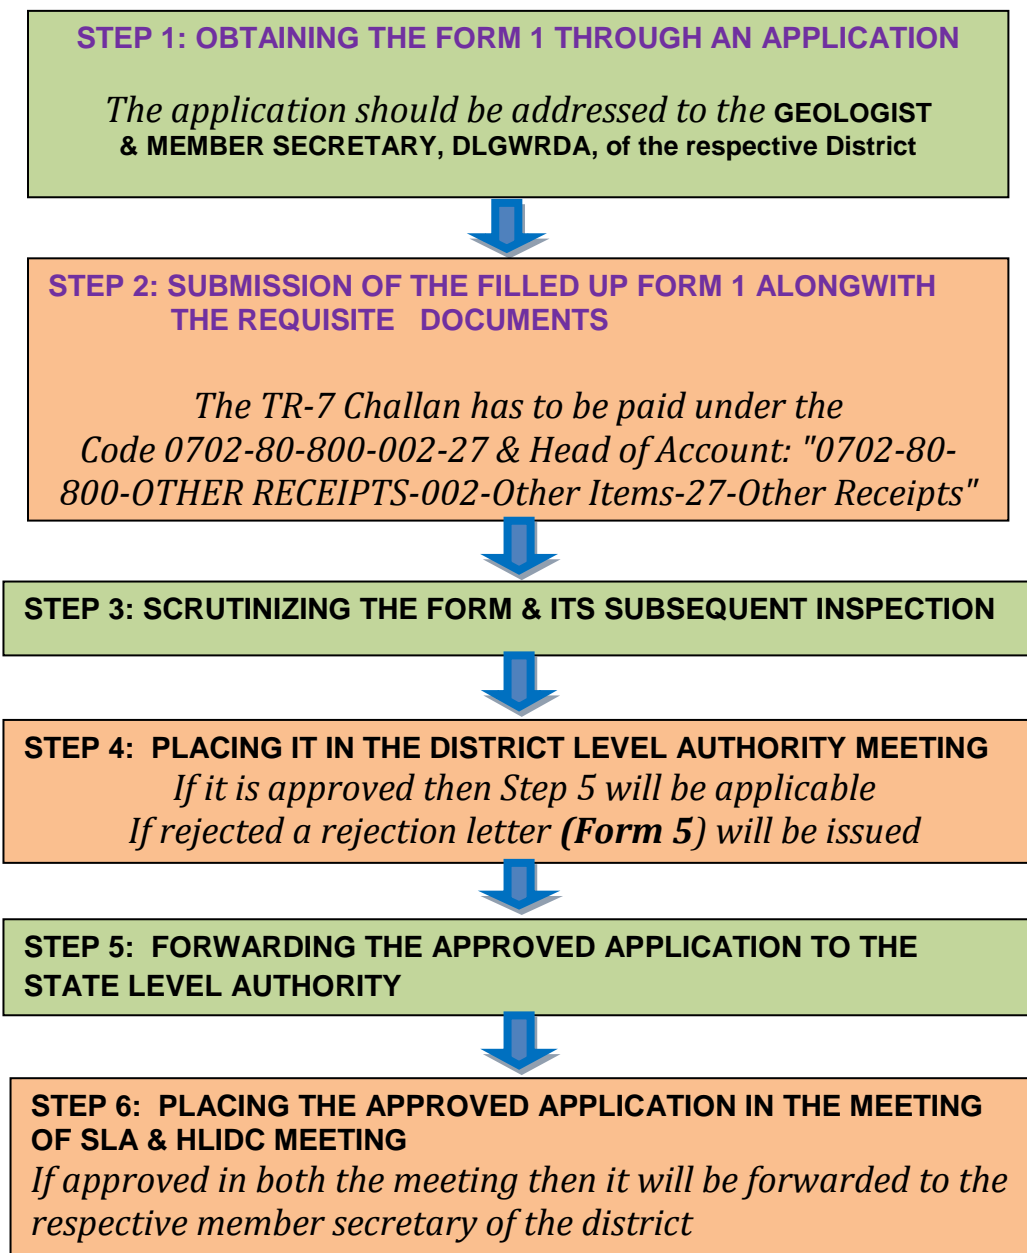 STEP 1: OBTAINING THE FORM 1 THROUGH AN APPLICATION
The application should be addressed to the GEOLOGIST
& MEMBER SECRETARY, DLGWRDA, of the respective District
STEP 2: SUBMISSION OF THE FILLED UP FORM 1 ALONGWITH
THE REQUISITE DOCUMENTS
The TR-7 Challan has to be paid under the
Code 0702-80-800-002-27 & Head of Account: "0702-80-
800-OTHER RECEIPTS-002-Other Items-27-Other Receipts"
STEP 3: SCRUTINIZING THE FORM & ITS SUBSEQUENT INSPECTION
STEP 4: PLACING IT IN THE DISTRICT LEVEL AUTHORITY MEETING
If it is approved then Step 5 will be applicable
If rejected a rejection letter (Form 5) will be issued
STEP 5: FORWARDING THE APPROVED APPLICATION TO THE
STATE LEVEL AUTHORITY
STEP 6: PLACING THE APPROVED APPLICATION IN THE MEETING
OF SLA & HLIDC MEETING
If approved in both the meeting then it will be forwarded to the
respective member secretary of the district